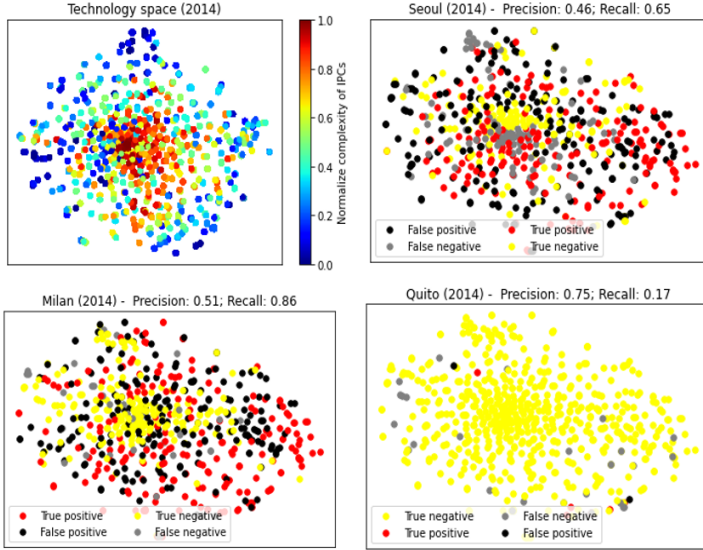 Technology space (2014)
1.0
0.8
0.6
0.4
0.2
0.0
Normalize complexity of IPCs
Seoul (2014) - Precision: 0.46; Recall: 0.65
False positive
True positive
False negative
True negative
Milan (2014) - Precision: 0.51; Recall: 0.86
True positive
True negative
False positive
False negative
Quito (2014) - Precision: 0.75; Recall: 0.17
True negative
False negative
True positive
False positive